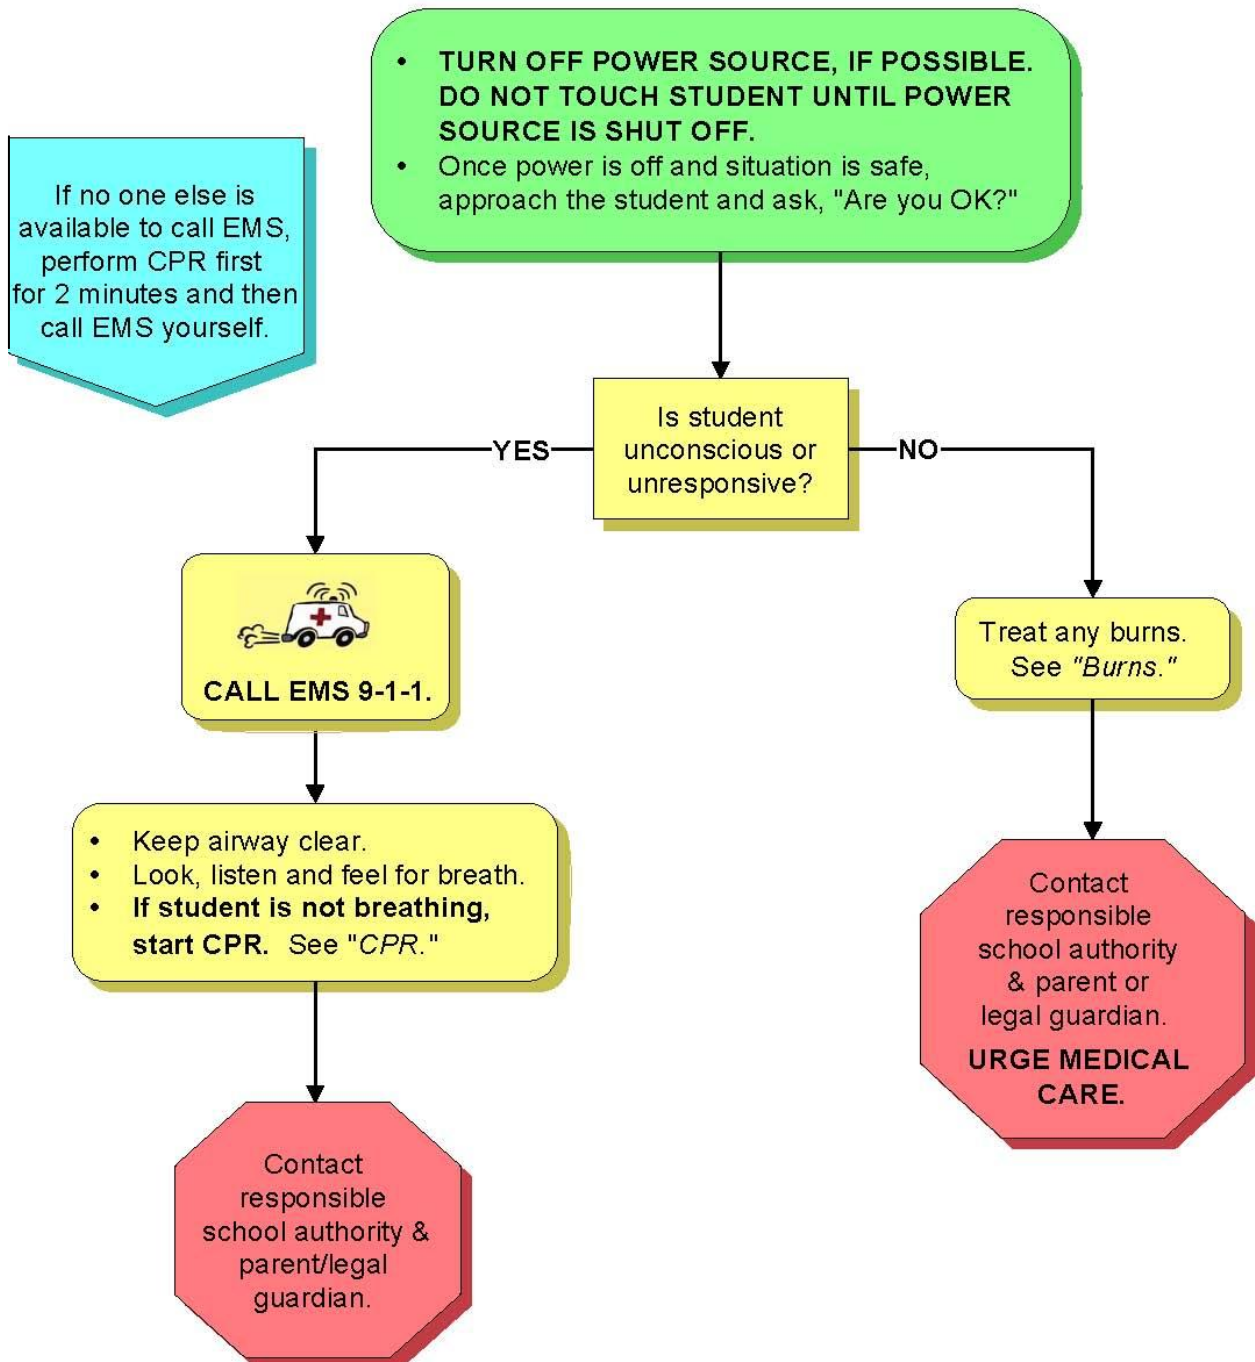 • TURN OFF POWER SOURCE, IF POSSIBLE.
DO NOT TOUCH STUDENT UNTIL POWER
SOURCE IS SHUT OFF.
• Once power is off and situation is safe,
approach the student and ask, "Are you OK?"
If no one else is
available to call EMS,
perform CPR first
for 2 minutes and then
call EMS yourself.
Is student
unconscious or
unresponsive?
YES
NO
CALL EMS 9-1-1.
Treat any burns.
See "Burns."
• Keep airway clear.
• Look, listen and feel for breath.
• If student is not breathing,
start CPR. See "CPR."
Contact
responsible
school authority
& parent or
legal guardian.
URGE MEDICAL
CARE.
Contact
responsible
school authority &
parent/legal
guardian.